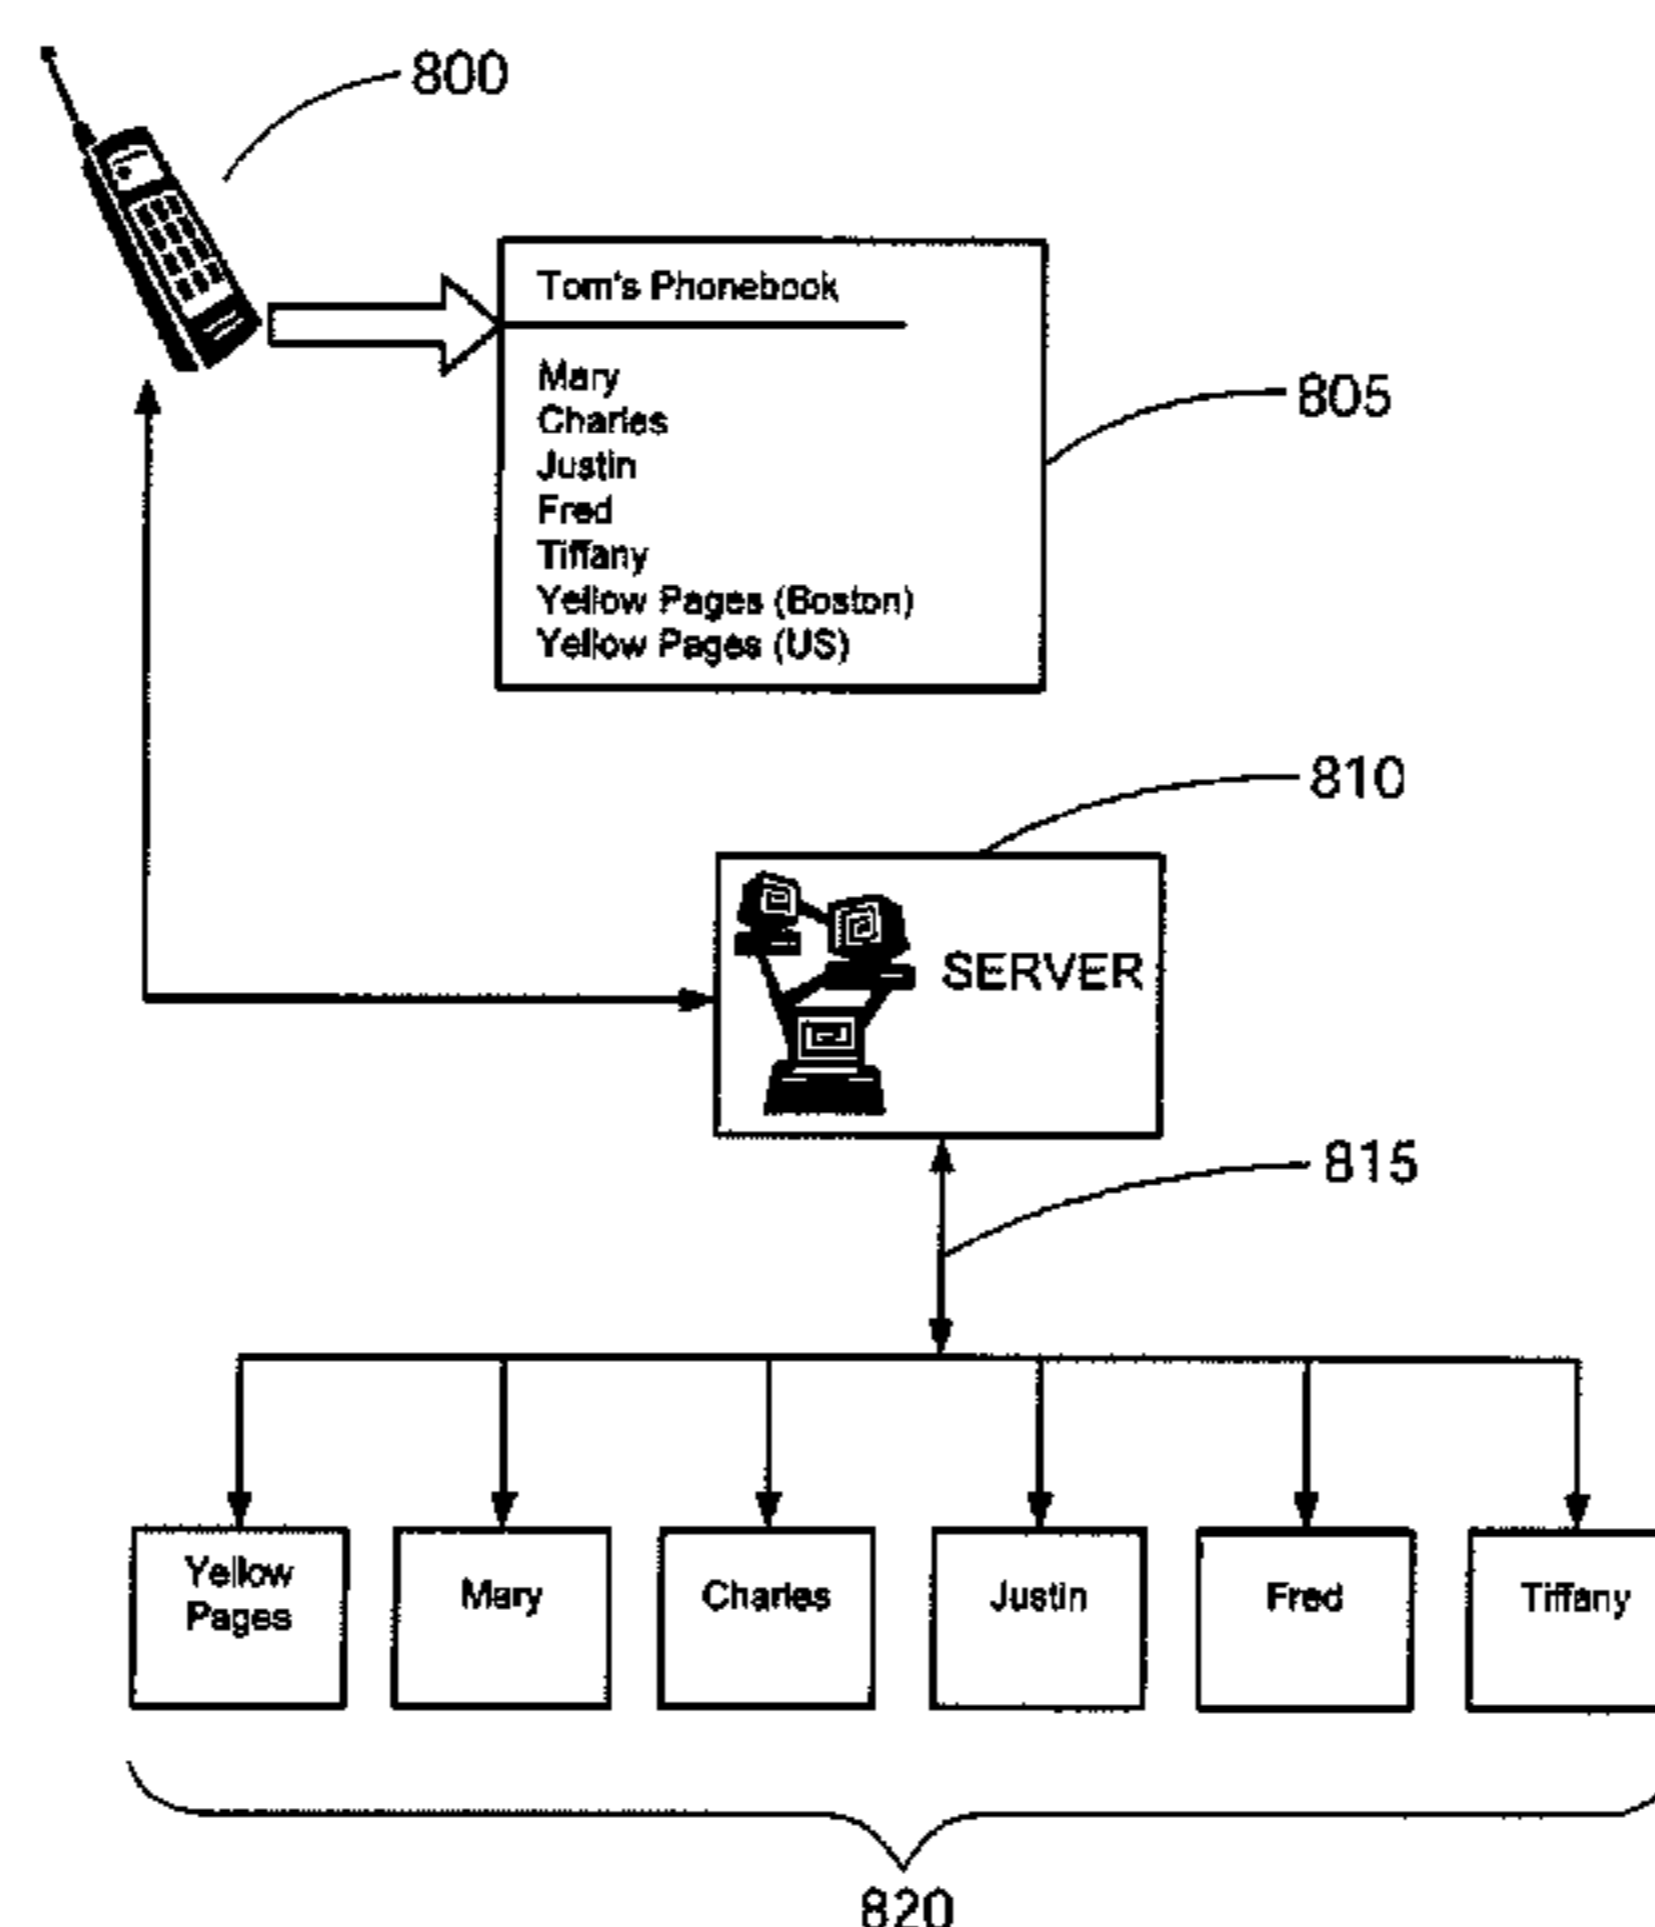 800
Tom's Phonebook
Mary
Charles
Justin
Fred
Tiffany
Yellow Pages (Boston)
Yellow Pages (US)
805
810
SERVER
815
Yellow
Pages
Mary
Charles
Justin
Fred
Tiffany
820